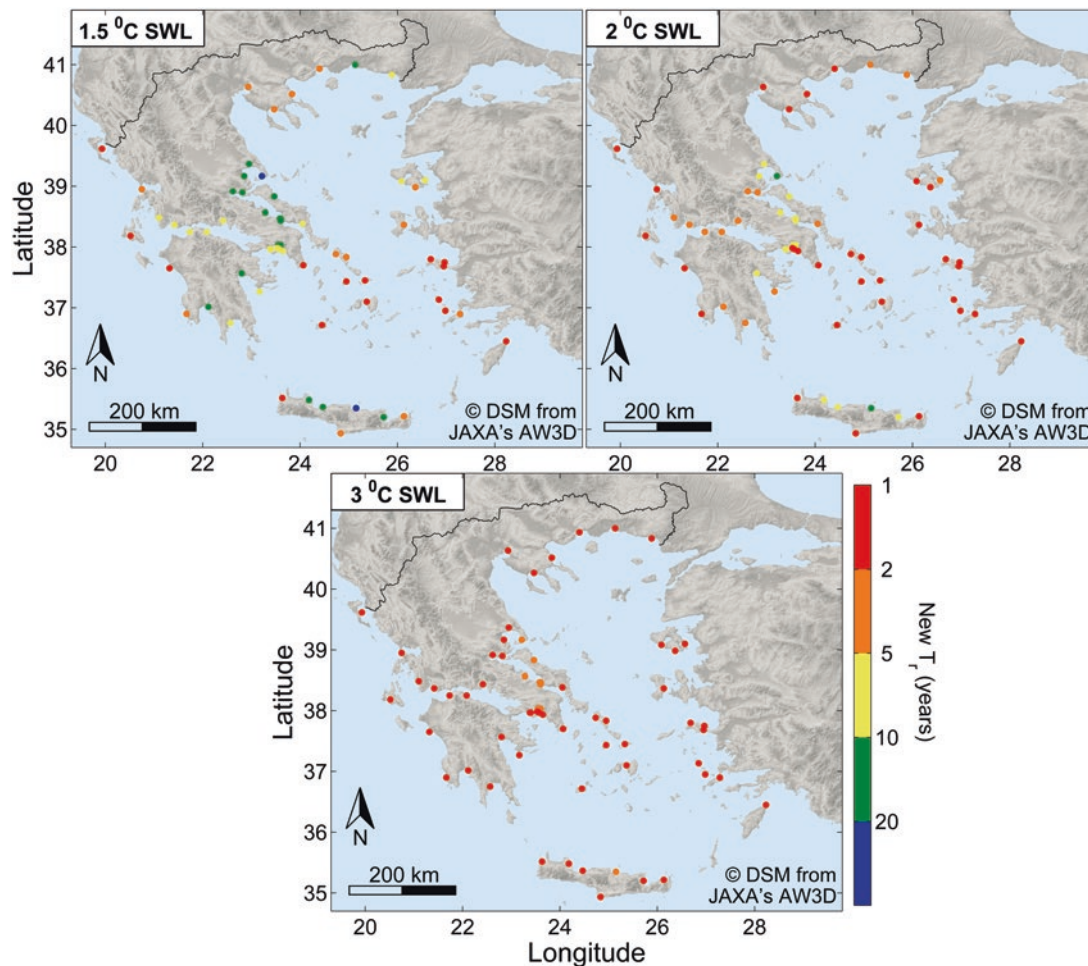 1.5 ⁰C SWL
2 ⁰C SWL
41
40
39
38
37
36
35
Latitude
N
200 km
© DSM from
JAXA's AW3D
20
22
24
26
28
N
200 km
© DSM from
JAXA's AW3D
20
22
24
26
28
3 ⁰C SWL
41
40
39
38
37
36
35
Latitude
N
200 km
© DSM from
JAXA's AW3D
20
22
24
26
28
Longitude
1
2
5
10
20
New Tᵣ (years)